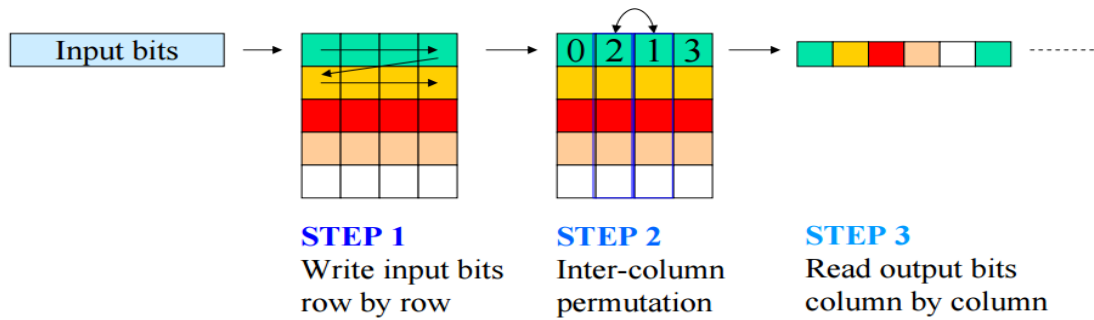 Input bits
0 2 1 3
STEP 1
Write input bits
row by row
STEP 2
Inter-column
permutation
STEP 3
Read output bits
column by column